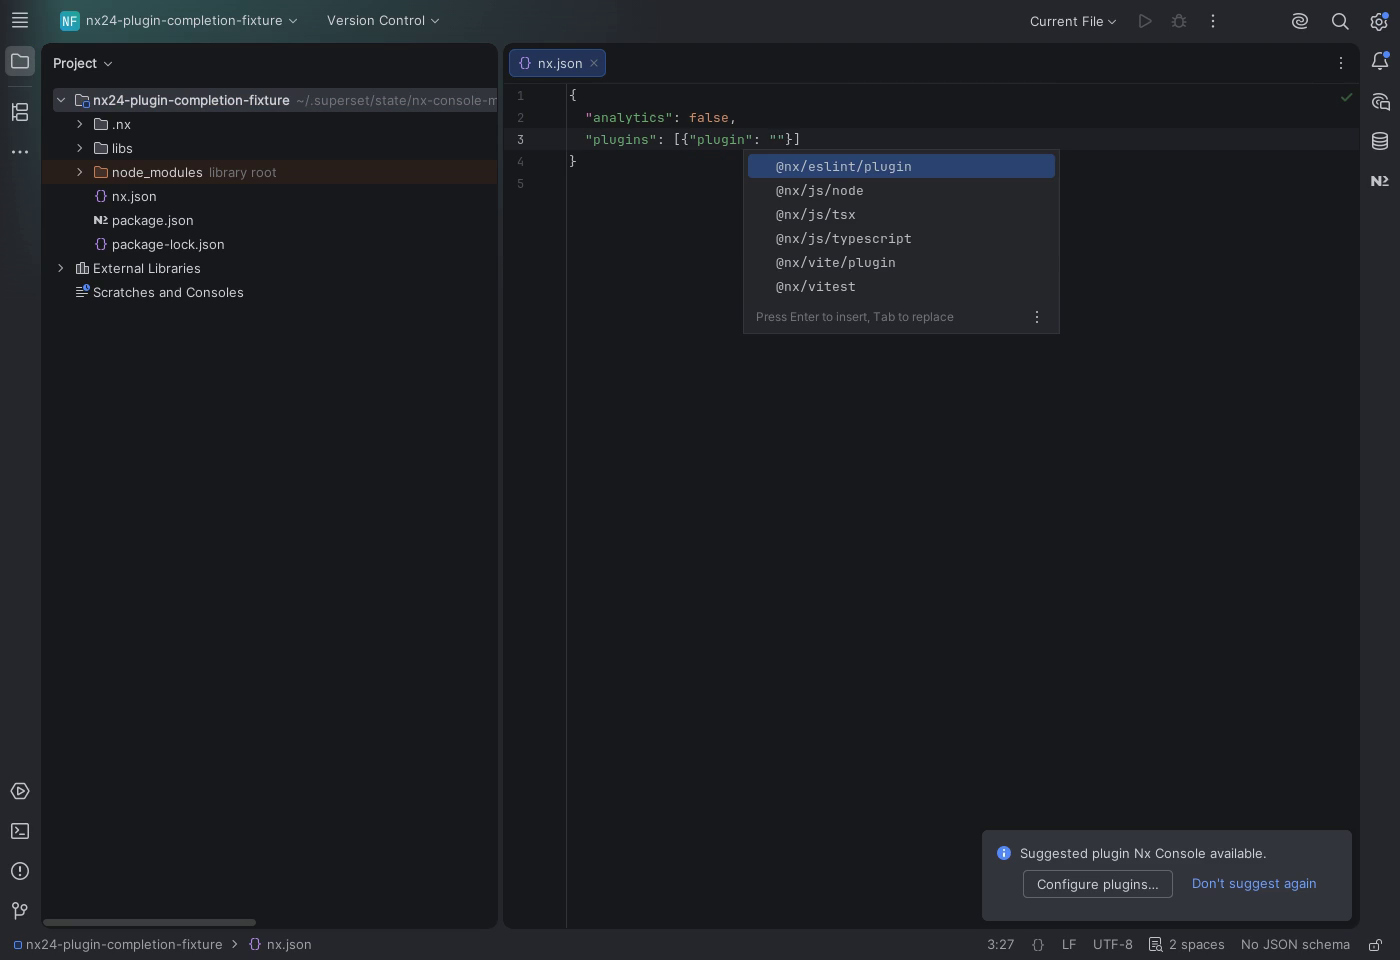 NF nx24-plugin-completion-fixture Version Control Current File
Project
nx.json
nx24-plugin-completion-fixture ~/.superset/state/nx-console-m
.nx
libs
node_modules library root
nx.json
package.json
package-lock.json
External Libraries
Scratches and Consoles
1 {
2 "analytics": false,
3 "plugins": [{"plugin": ""}]
4 }
5
@nx/eslint/plugin
@nx/js/node
@nx/js/tsx
@nx/js/typescript
@nx/vite/plugin
@nx/vitest
Press Enter to insert, Tab to replace
Suggested plugin Nx Console available.
Configure plugins... Don't suggest again
nx24-plugin-completion-fixture > {} nx.json 3:27 {} LF UTF-8 2 spaces No JSON schema